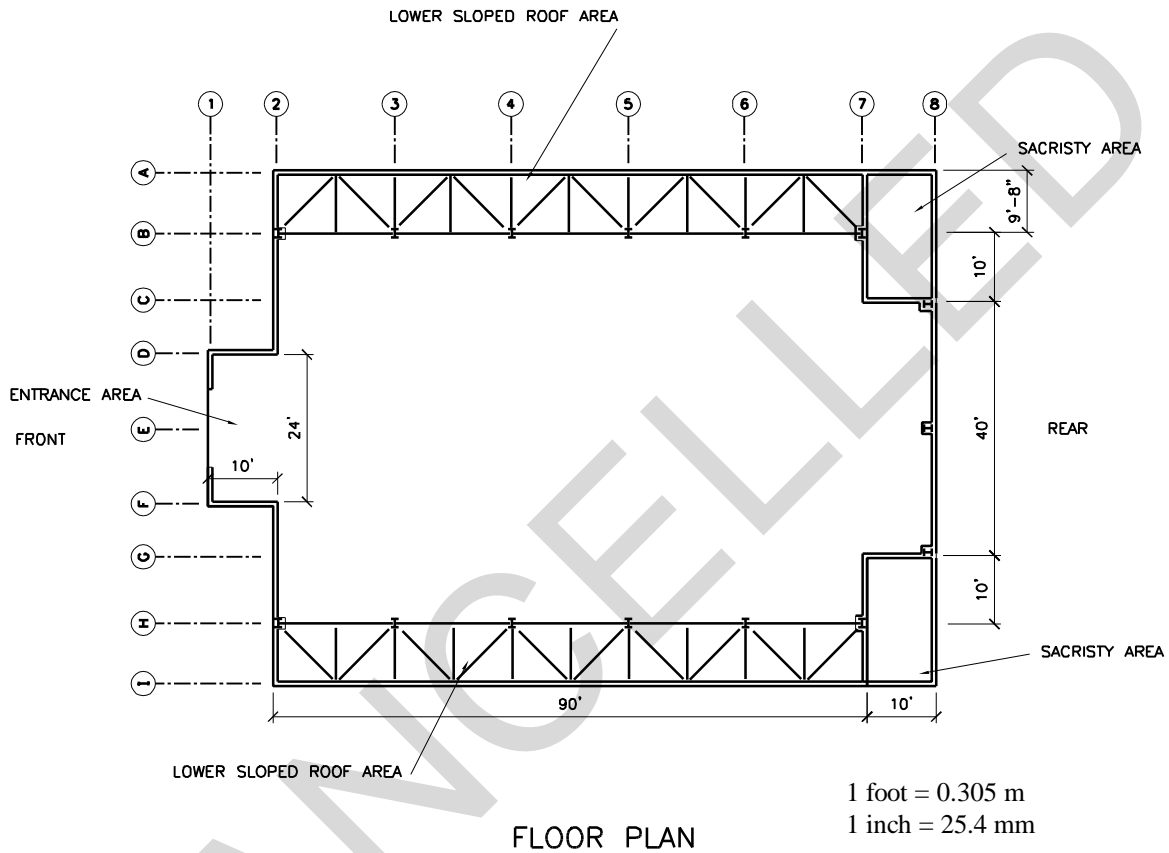 LOWER SLOPED ROOF AREA
1 2 3 4 5 6 7 8
SACRISTY AREA
A
9'-8"
B
10'
C
D
ENTRANCE AREA
24'
40'
E
REAR
FRONT
10'
F
G
10'
H
SACRISTY AREA
I
90'
10'
LOWER SLOPED ROOF AREA
1 foot = 0.305 m
1 inch = 25.4 mm
FLOOR PLAN
CANCELLED